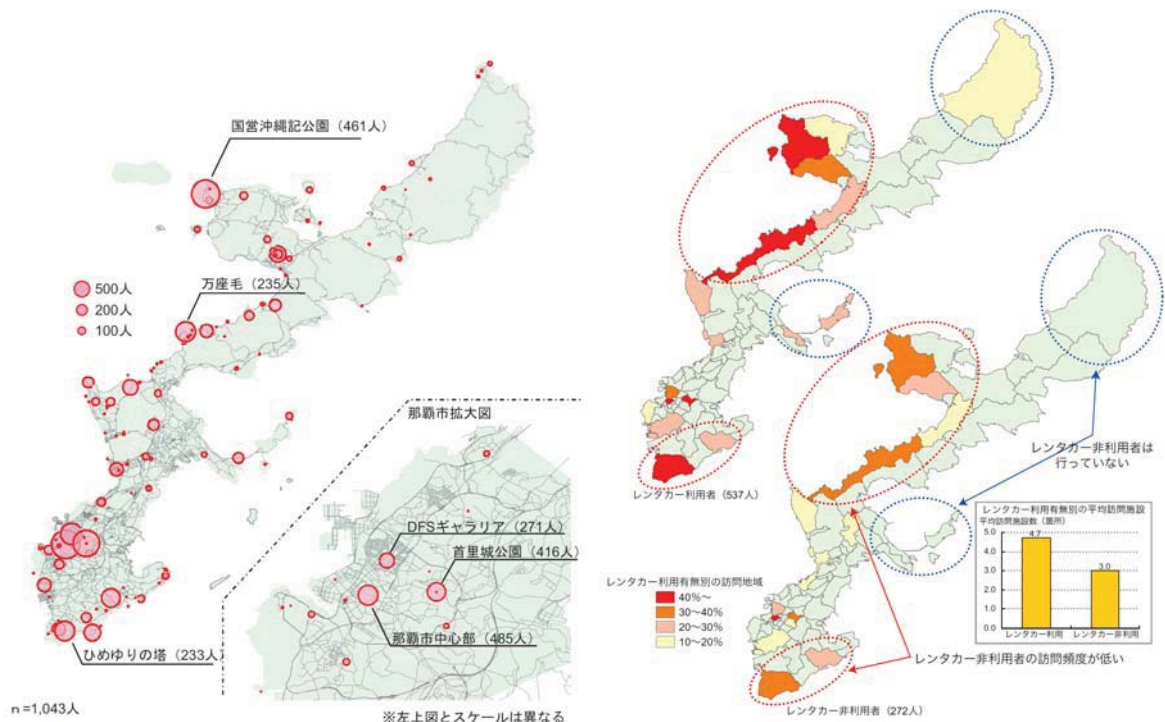 国営沖縄記公園（461人）
万座毛（235人）
500人
200人
100人
那覇市拡大図
DFSギャラリア（271人）
首里城公園（416人）
那覇市中心部（485人）
ひめゆりの塔（233人）
n=1,043人
※左上図とスケールは異なる
レンタカー利用者（537人）
レンタカー非利用者は
行っていない
レンタカー利用有無別の訪問地域
40%〜
30〜40%
20〜30%
10〜20%
レンタカー利用有無別の平均訪問施設
平均訪問施設数（箇所）
5.0
4.0
3.0
2.0
1.0
0.0
4.7
3.0
レンタカー利用
レンタカー非利用
レンタカー非利用者の訪問頻度が低い
レンタカー非利用者（272人）